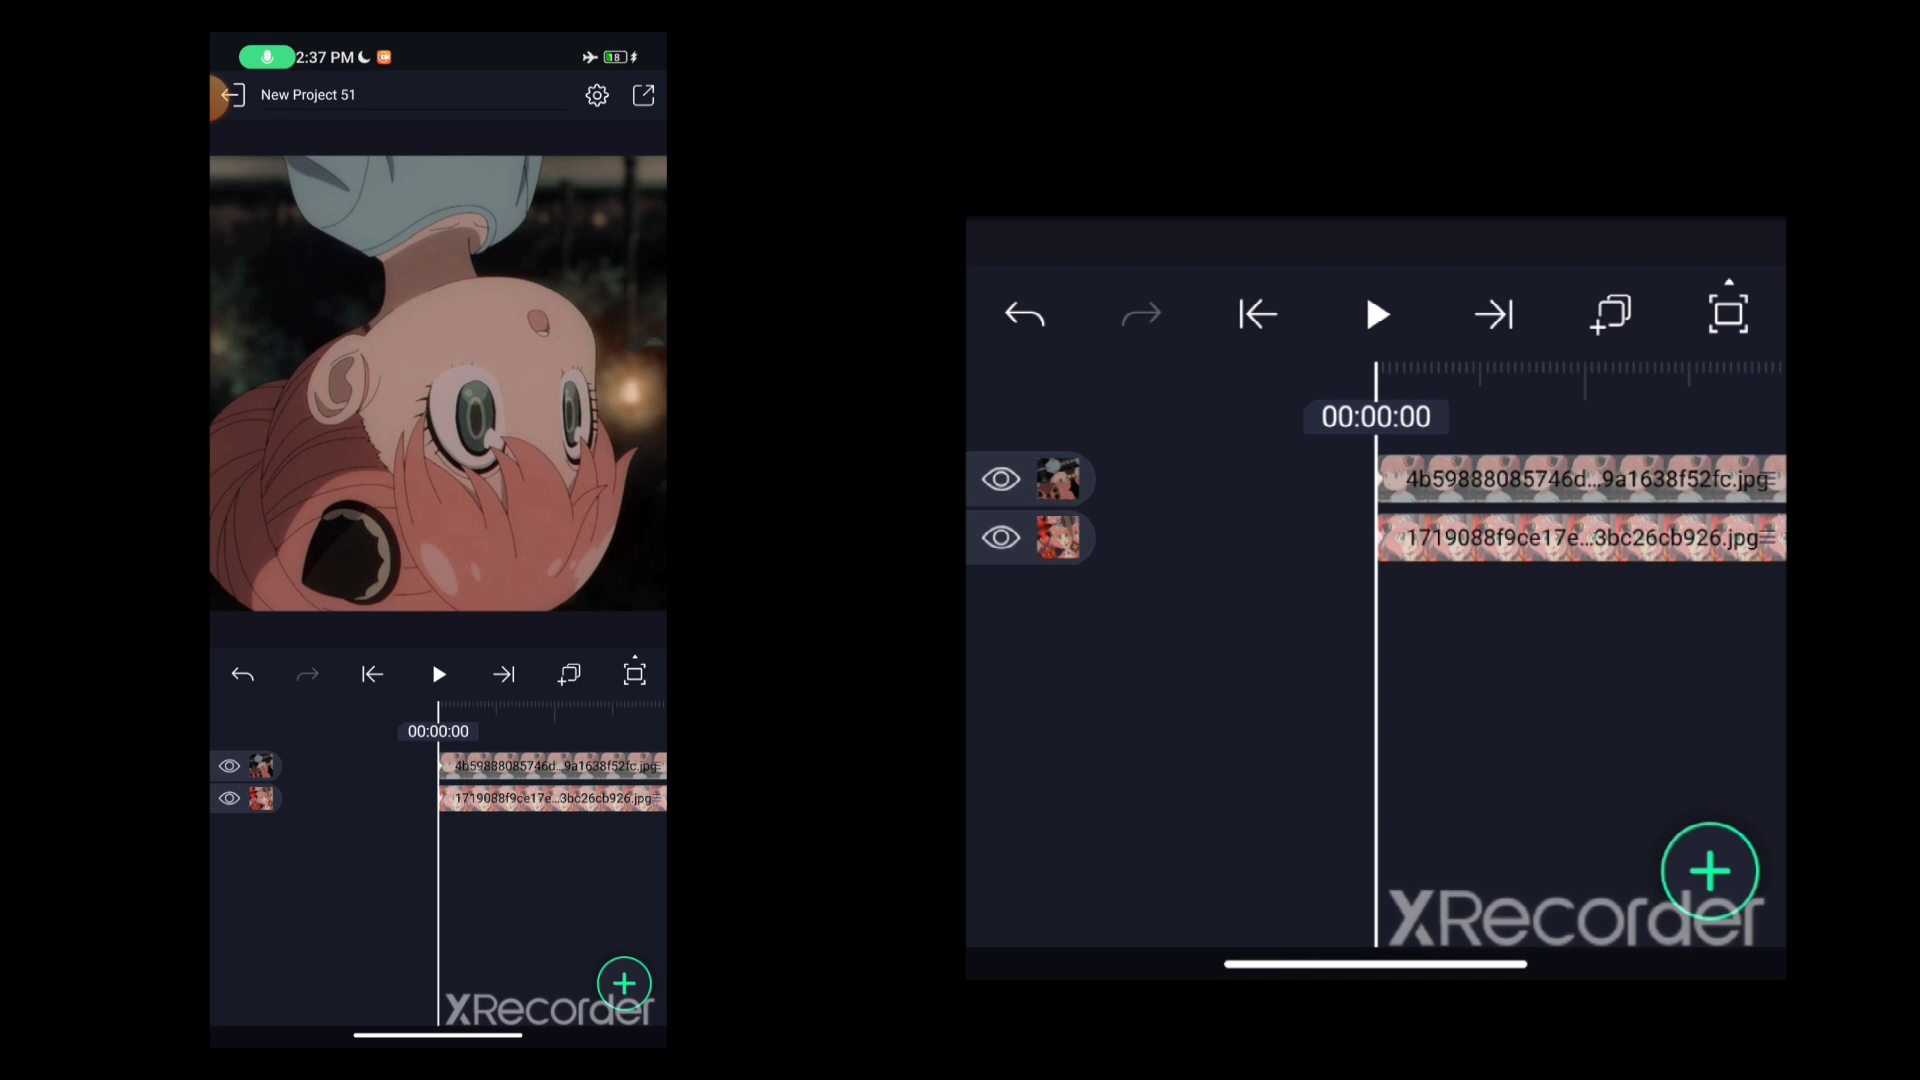 2:37 PM
8
New Project 51
00:00:00
4b59888085746d...9a1638f52fc.jpg
1719088f9ce17e...3bc26cb926.jpg
XRecorder
00:00:00
4b59888085746d...9a1638f52fc.jpg
1719088f9ce17e...3bc26cb926.jpg
XRecorder